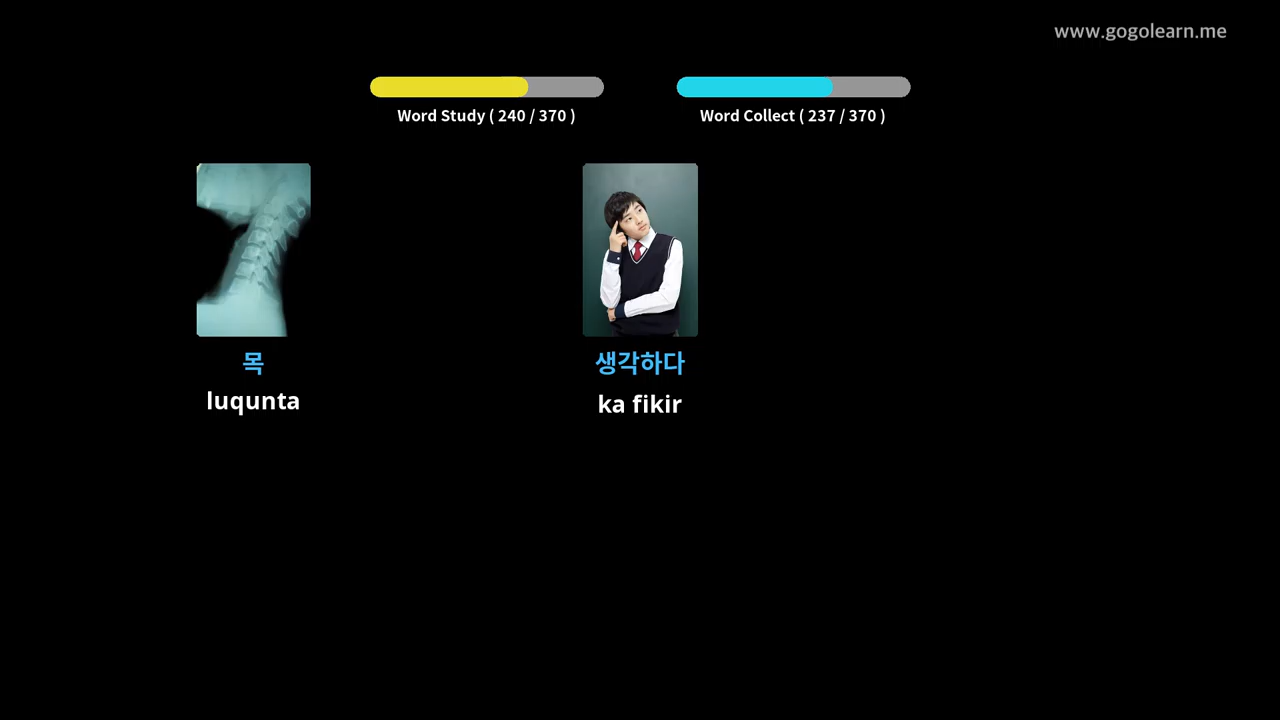 www.gogolearn.me
Word Study ( 240 / 370 )
Word Collect ( 237 / 370 )
목
luqunta
생각하다
ka fikir